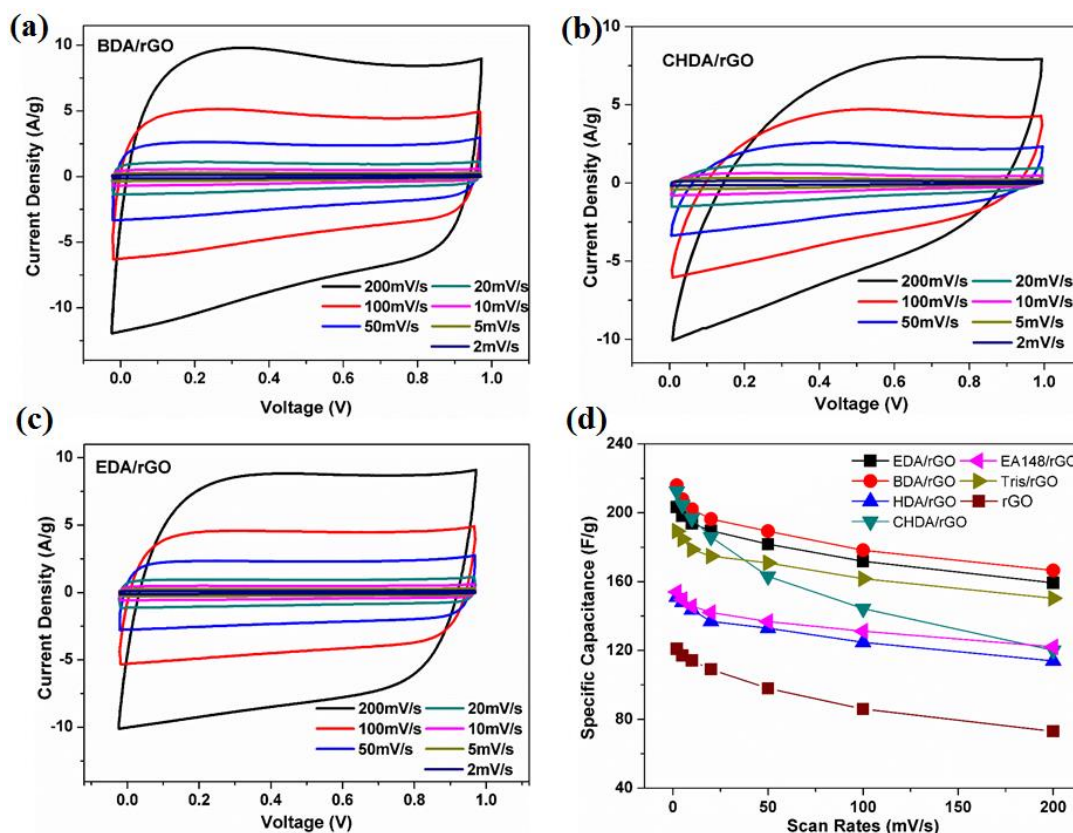 (a)
BDA/rGO
10
5
0
-5
-10
Current Density (A/g)
200mV/s 20mV/s
100mV/s 10mV/s
50mV/s 5mV/s
2mV/s
0.0 0.2 0.4 0.6 0.8 1.0
Voltage (V)
(b)
CHDA/rGO
10
5
0
-5
-10
Current Density (A/g)
200mV/s 20mV/s
100mV/s 10mV/s
50mV/s 5mV/s
2mV/s
0.0 0.2 0.4 0.6 0.8 1.0
Voltage (V)
(c)
EDA/rGO
10
5
0
-5
-10
Current Density (A/g)
200mV/s 20mV/s
100mV/s 10mV/s
50mV/s 5mV/s
2mV/s
0.0 0.2 0.4 0.6 0.8 1.0
Voltage (V)
(d)
240
200
160
120
80
40
Specific Capacitance (F/g)
EDA/rGO EA148/rGO
BDA/rGO Tris/rGO
HDA/rGO rGO
CHDA/rGO
0 50 100 150 200
Scan Rates (mV/s)